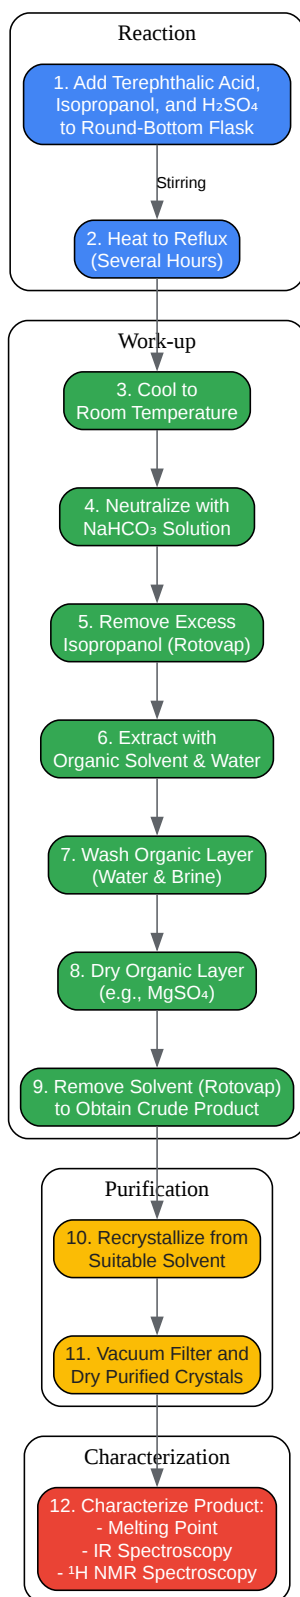 Reaction
1. Add Terephthalic Acid,
Isopropanol, and H₂SO₄
to Round-Bottom Flask
Stirring
2. Heat to Reflux
(Several Hours)
Work-up
3. Cool to
Room Temperature
4. Neutralize with
NaHCO₃ Solution
5. Remove Excess
Isopropanol (Rotovap)
6. Extract with
Organic Solvent & Water
7. Wash Organic Layer
(Water & Brine)
8. Dry Organic Layer
(e.g., MgSO₄)
9. Remove Solvent (Rotovap)
to Obtain Crude Product
Purification
10. Recrystallize from
Suitable Solvent
11. Vacuum Filter and
Dry Purified Crystals
Characterization
12. Characterize Product:
- Melting Point
- IR Spectroscopy
- ¹H NMR Spectroscopy